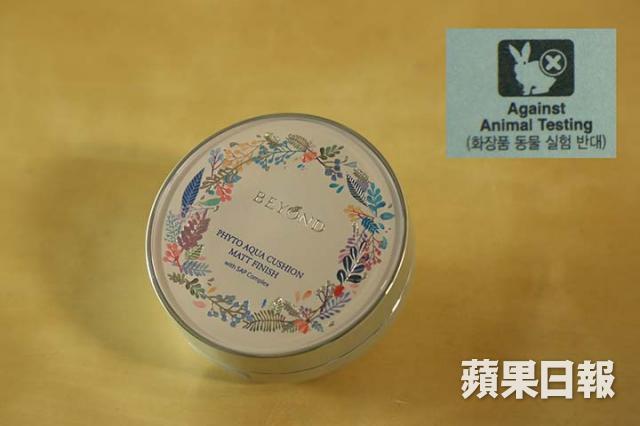 BEYOND
PHYTO AQUA CUSHION
MATT FINISH
with SAP Complex
Against
Animal Testing
(화장품 동물 실험 반대)
蘋果日報